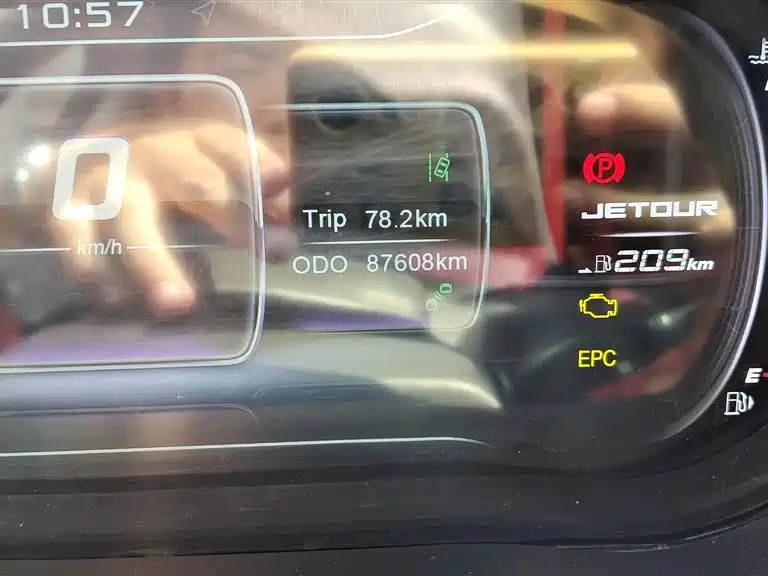 10:57
0
km/h
Trip 78.2km
ODO 87608km
P
JETOUR
209km
EPC
E